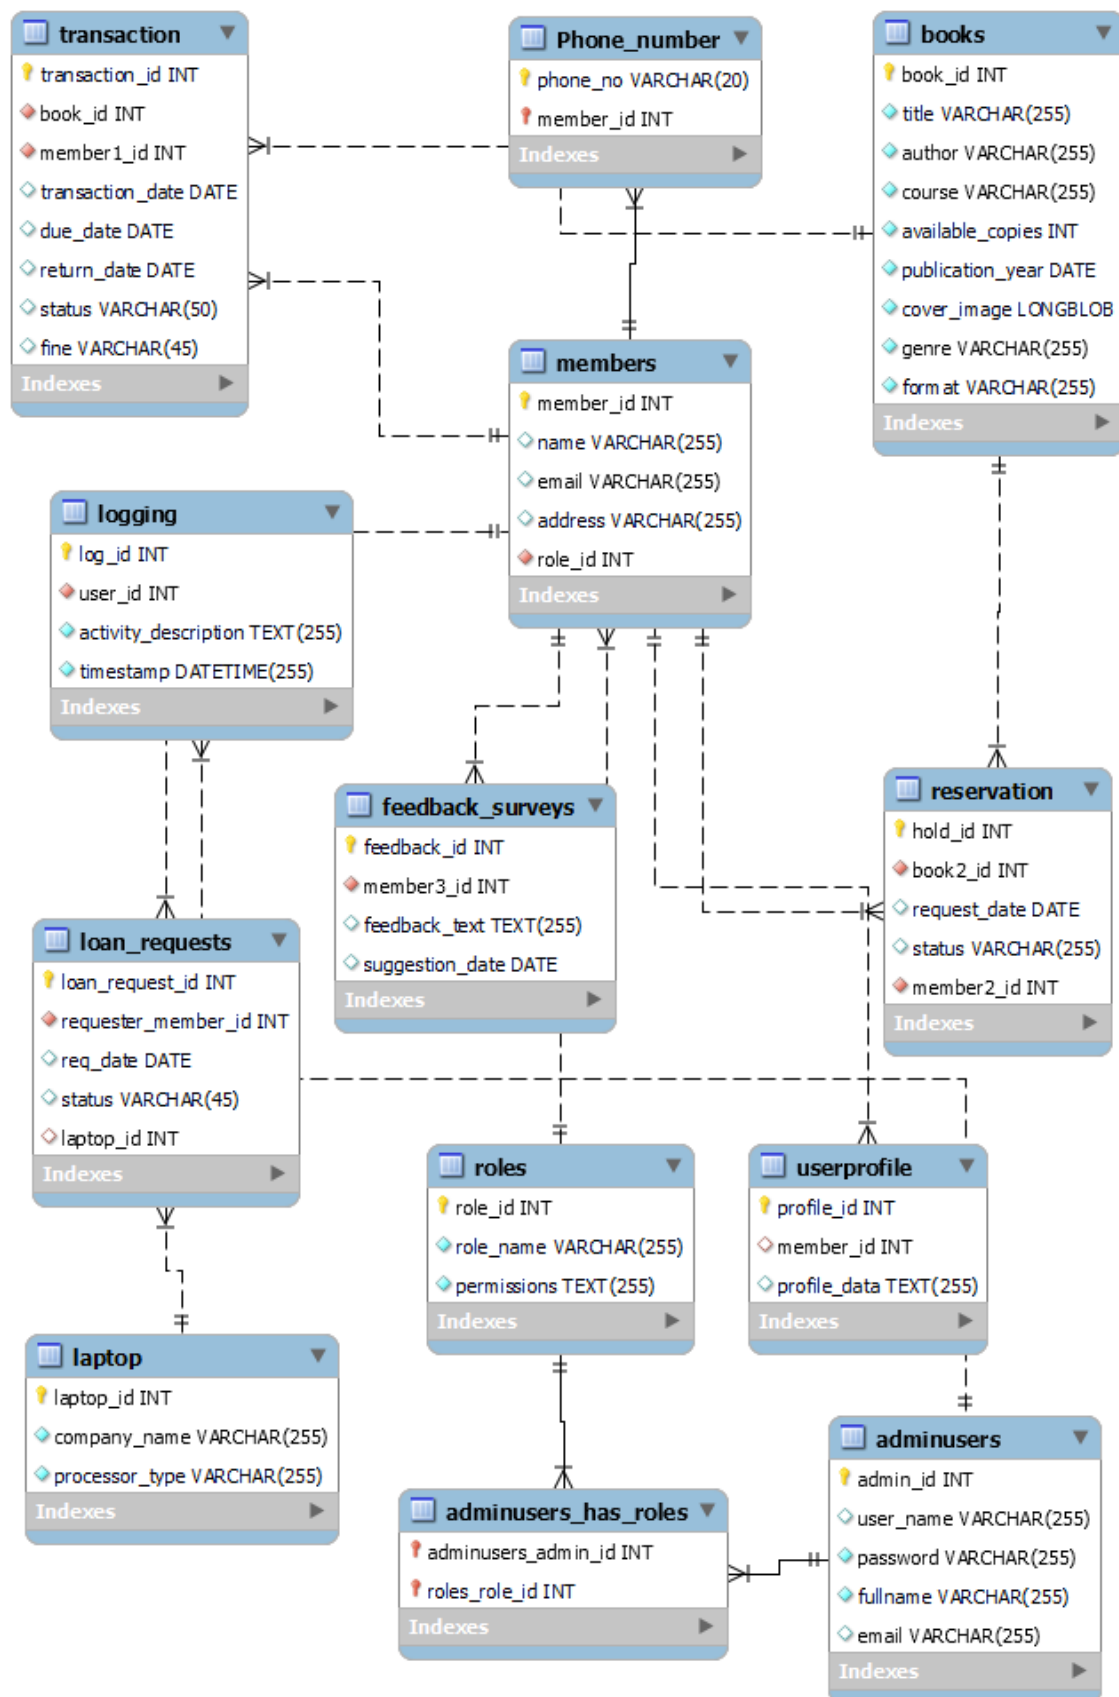 transaction
transaction_id INT
book_id INT
member1_id INT
transaction_date DATE
due_date DATE
return_date DATE
status VARCHAR(50)
fine VARCHAR(45)
Indexes
Phone_number
phone_no VARCHAR(20)
member_id INT
Indexes
books
book_id INT
title VARCHAR(255)
author VARCHAR(255)
course VARCHAR(255)
available_copies INT
publication_year DATE
cover_image LONGBLOB
genre VARCHAR(255)
format VARCHAR(255)
Indexes
members
member_id INT
name VARCHAR(255)
email VARCHAR(255)
address VARCHAR(255)
role_id INT
Indexes
logging
log_id INT
user_id INT
activity_description TEXT(255)
timestamp DATETIME(255)
Indexes
feedback_surveys
feedback_id INT
member3_id INT
feedback_text TEXT(255)
suggestion_date DATE
Indexes
reservation
hold_id INT
book2_id INT
request_date DATE
status VARCHAR(255)
member2_id INT
Indexes
loan_requests
loan_request_id INT
requester_member_id INT
req_date DATE
status VARCHAR(45)
laptop_id INT
Indexes
roles
role_id INT
role_name VARCHAR(255)
permissions TEXT(255)
Indexes
userprofile
profile_id INT
member_id INT
profile_data TEXT(255)
Indexes
laptop
laptop_id INT
company_name VARCHAR(255)
processor_type VARCHAR(255)
Indexes
adminusers_has_roles
adminusers_admin_id INT
roles_role_id INT
Indexes
adminusers
admin_id INT
user_name VARCHAR(255)
password VARCHAR(255)
fullname VARCHAR(255)
email VARCHAR(255)
Indexes